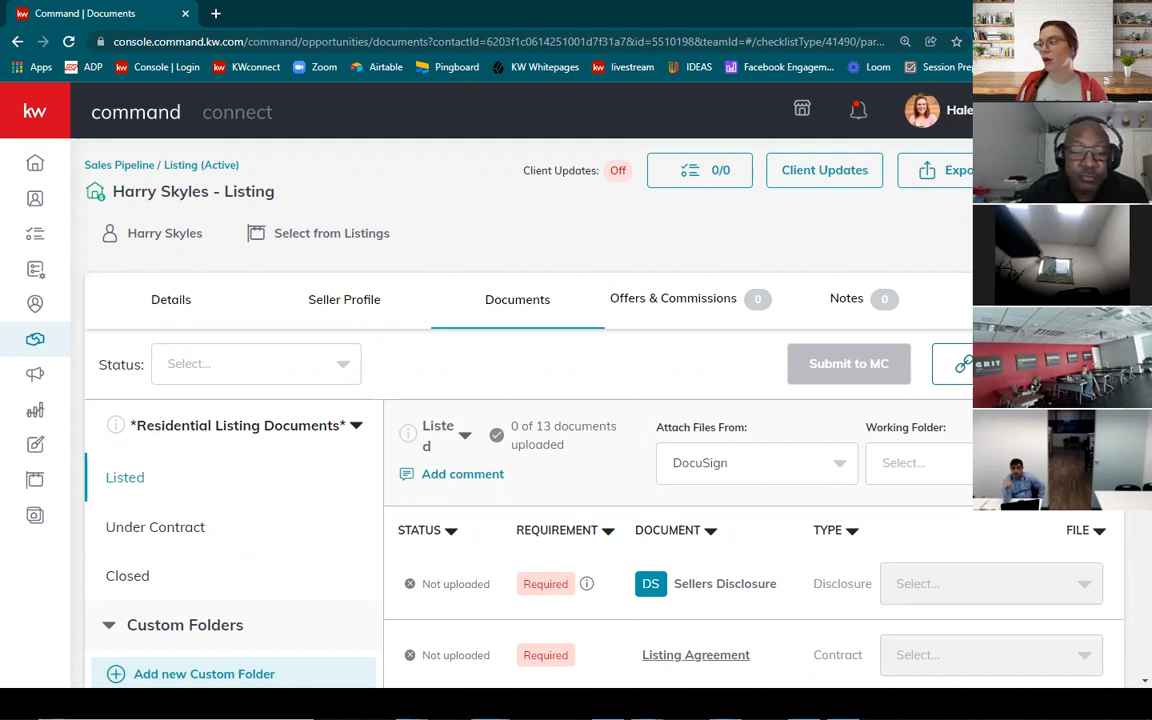 kw Command | Documents
console.command.kw.com/command/opportunities/documents?contactId=6203f1c0614251001d7f31a7&id=5510198&teamId=#/checklistType/41490/par...
Apps ADP Console | Login KWconnect Zoom Airtable Pingboard KW Whitepages livestream IDEAS Facebook Engagem... Loom Session Pre
kw command connect Hale
Sales Pipeline / Listing (Active)
Client Updates: Off 0/0 Client Updates Expo
Harry Skyles - Listing
Harry Skyles Select from Listings
Details Seller Profile Documents Offers & Commissions 0 Notes 0
Status: Select... Submit to MC
*Residential Listing Documents*
Listed
Under Contract
Closed
Custom Folders
Add new Custom Folder
Liste
d
0 of 13 documents
uploaded
Add comment
Attach Files From:
DocuSign
Working Folder:
Select...
STATUS REQUIREMENT DOCUMENT TYPE FILE
Not uploaded Required DS Sellers Disclosure Disclosure Select...
Not uploaded Required Listing Agreement Contract Select...
GRIT